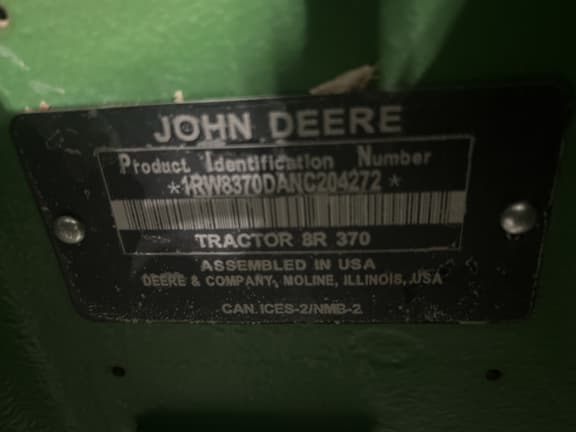 JOHN DEERE
Product Identification Number
*1RW8370DANC204272*
TRACTOR 8R 370
ASSEMBLED IN USA
DEERE & COMPANY, MOLINE, ILLINOIS, USA
CAN. ICES-2/NMB-2